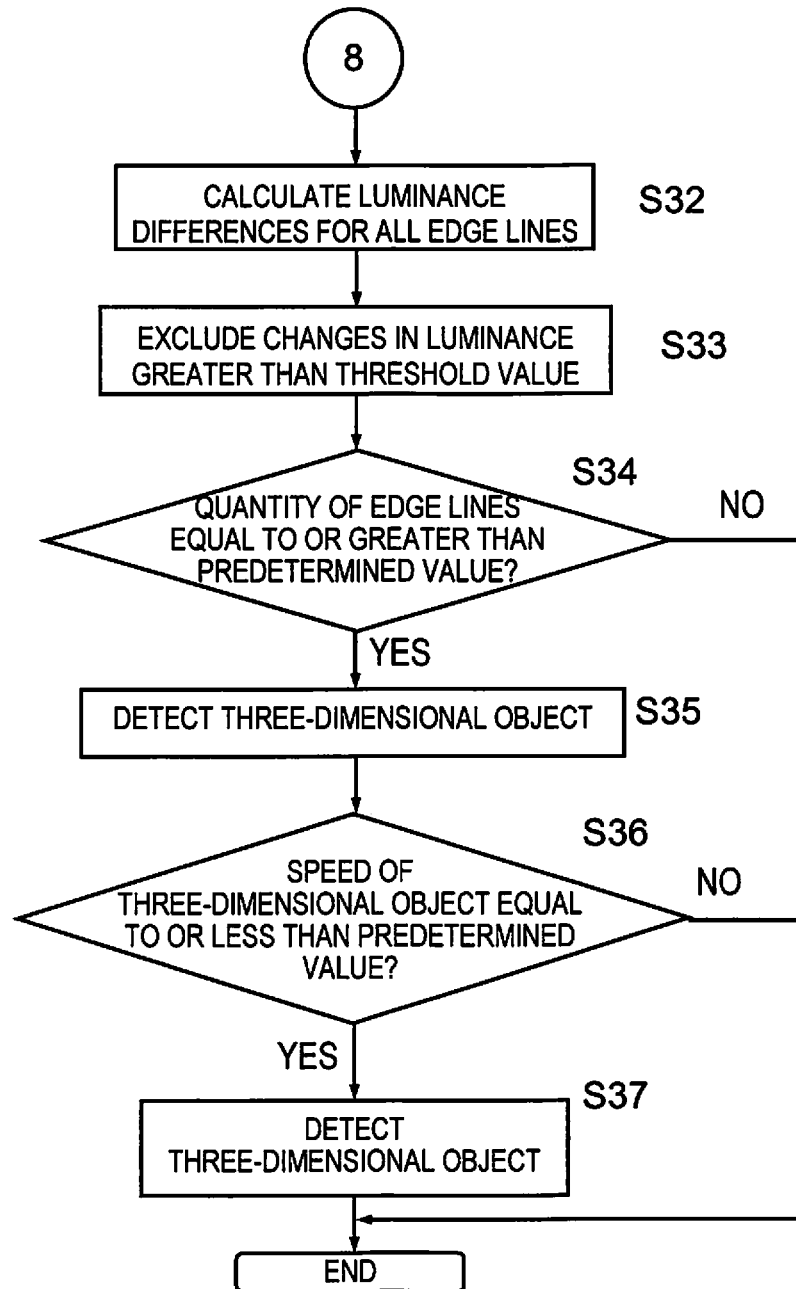 8
CALCULATE LUMINANCE
DIFFERENCES FOR ALL EDGE LINES
S32
EXCLUDE CHANGES IN LUMINANCE
GREATER THAN THRESHOLD VALUE
S33
S34
QUANTITY OF EDGE LINES
EQUAL TO OR GREATER THAN
PREDETERMINED VALUE?
NO
YES
DETECT THREE-DIMENSIONAL OBJECT
S35
S36
SPEED OF
THREE-DIMENSIONAL OBJECT EQUAL
TO OR LESS THAN PREDETERMINED
VALUE?
NO
YES
S37
DETECT
THREE-DIMENSIONAL OBJECT
END